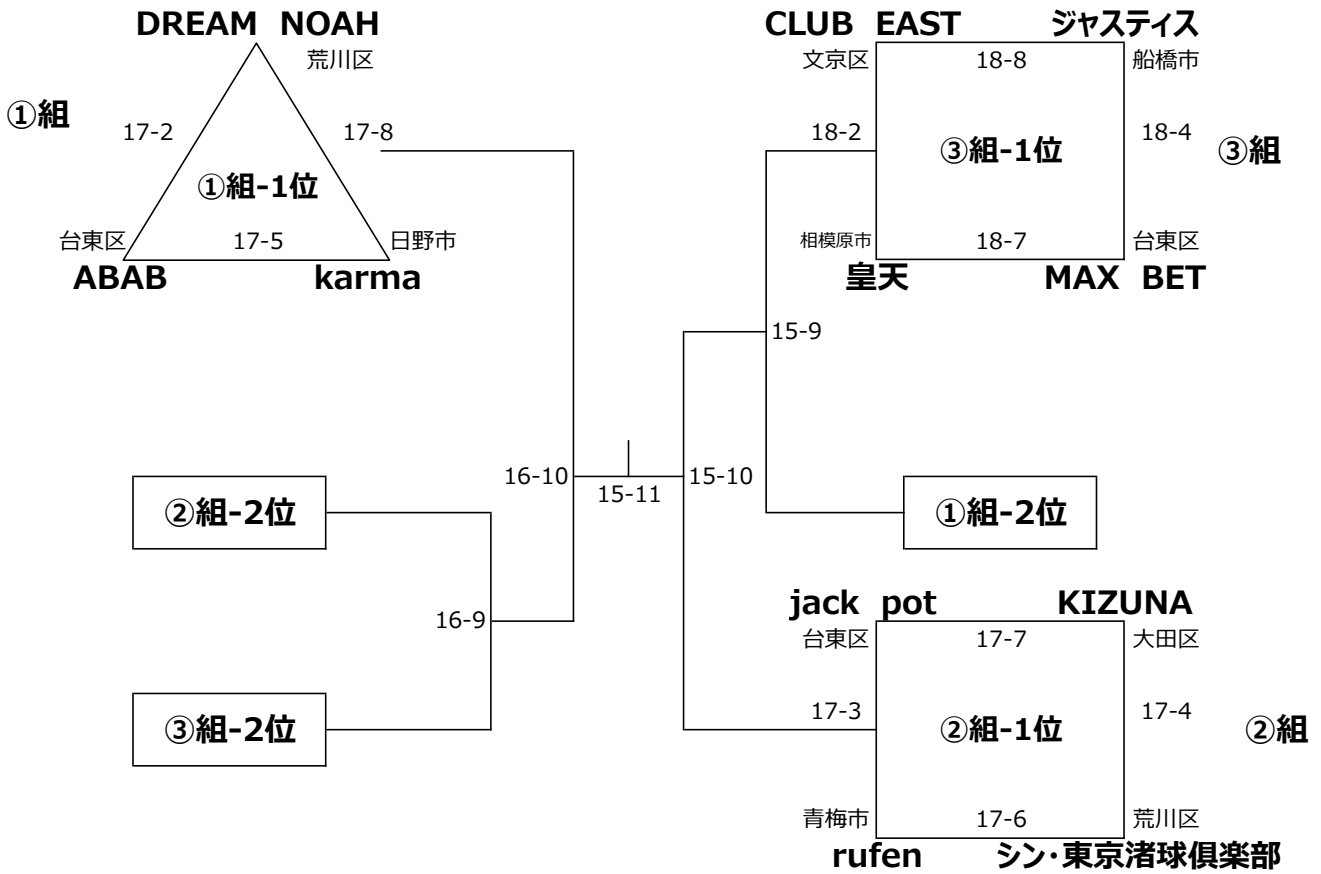 DREAM NOAH
荒川区
①組
17-2
17-8
①組-1位
台東区
17-5
日野市
ABAB
karma
CLUB EAST
ジャスティス
文京区
18-8
船橋市
18-2
③組-1位
18-4
③組
相模原市
18-7
台東区
皇天
MAX BET
15-9
16-10
15-11
15-10
②組-2位
①組-2位
16-9
③組-2位
jack pot
KIZUNA
台東区
17-7
大田区
17-3
②組-1位
17-4
②組
青梅市
17-6
荒川区
rufen
シン・東京渚球倶楽部